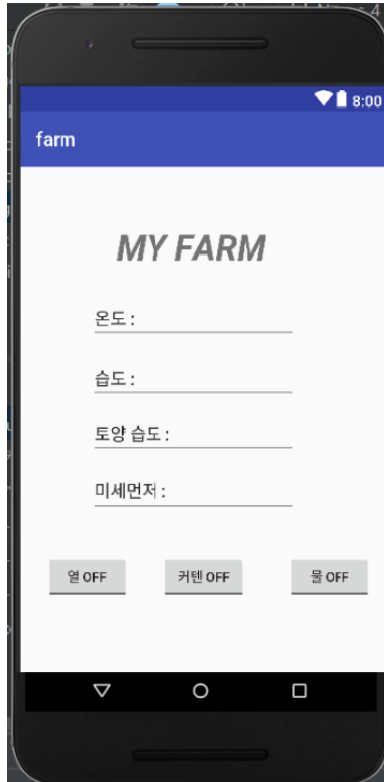 8:00
farm
MY FARM
온도 :
습도 :
토양 습도 :
미세먼저 :
열 OFF 커텐 OFF 물 OFF